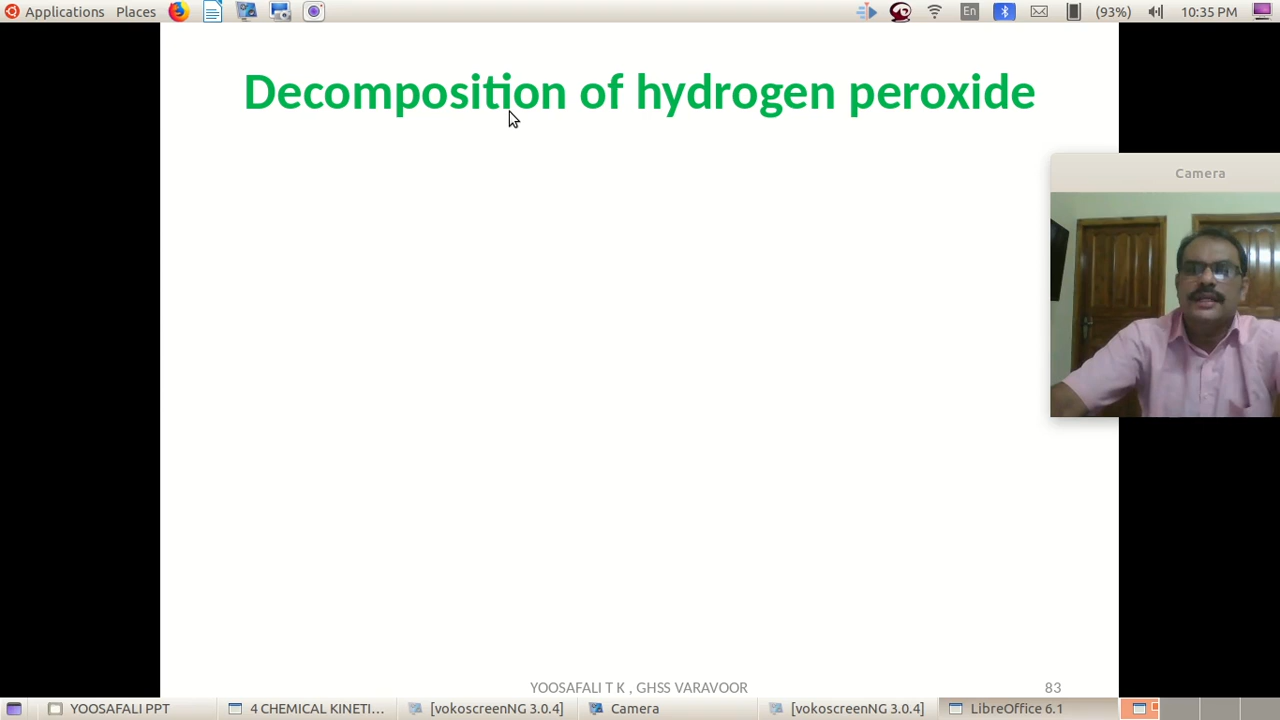 Applications Places En (93%) 10:35 PM
Decomposition of hydrogen peroxide
Camera
YOOSAFALI T K , GHSS VARAVOOR 83
YOOSAFALI PPT 4 CHEMICAL KINETI... [vokoscreenNG 3.0.4] Camera [vokoscreenNG 3.0.4] LibreOffice 6.1